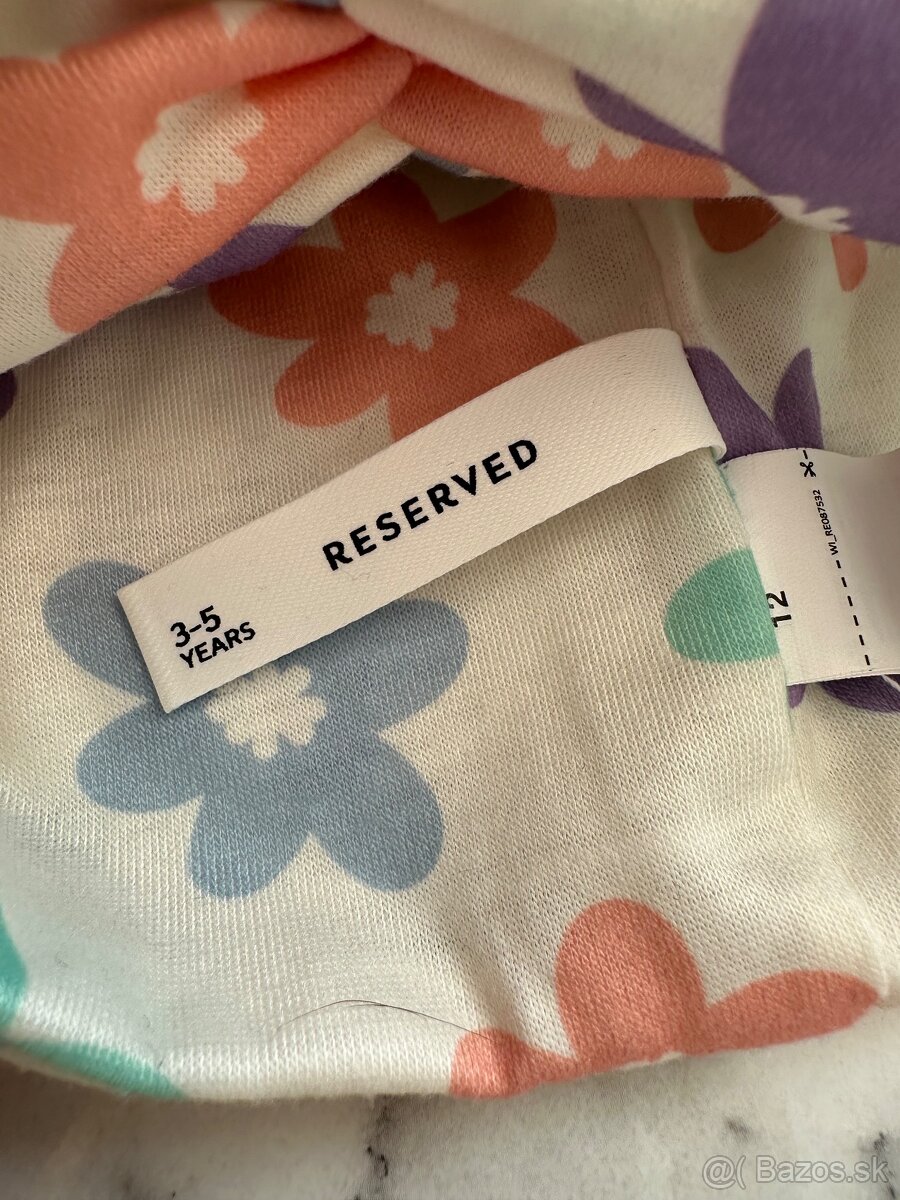 RESERVED
3-5
YEARS
WI_RE087532
12
@( Bazos.sk